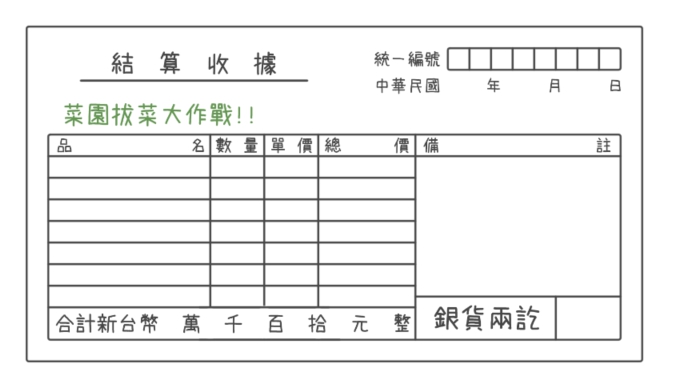 結算收據
統一編號
中華民國 年 月 日
菜園拔菜大作戰!!
品名 數量 單價 總價 備註
合計新台幣 萬 千 百 拾 元 整
銀貨兩訖